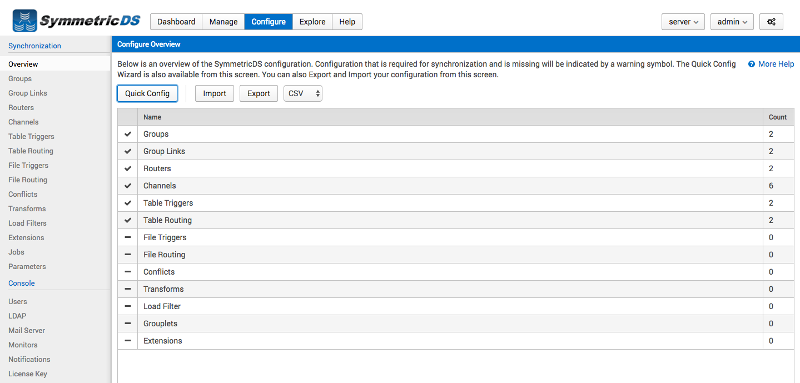 SymmetricDS
Dashboard Manage Configure Explore Help
server admin
Synchronization
Overview
Groups
Group Links
Routers
Channels
Table Triggers
Table Routing
File Triggers
File Routing
Conflicts
Transforms
Load Filters
Extensions
Jobs
Parameters
Console
Users
LDAP
Mail Server
Monitors
Notifications
License Key
Configure Overview
Below is an overview of the SymmetricDS configuration. Configuration that is required for synchronization and is missing will be indicated by a warning symbol. The Quick Config
Wizard is also available from this screen. You can also Export and Import your configuration from this screen.
More Help
Quick Config Import Export CSV
Name Count
Groups 2
Group Links 2
Routers 2
Channels 6
Table Triggers 2
Table Routing 2
File Triggers 0
File Routing 0
Conflicts 0
Transforms 0
Load Filter 0
Grouplets 0
Extensions 0